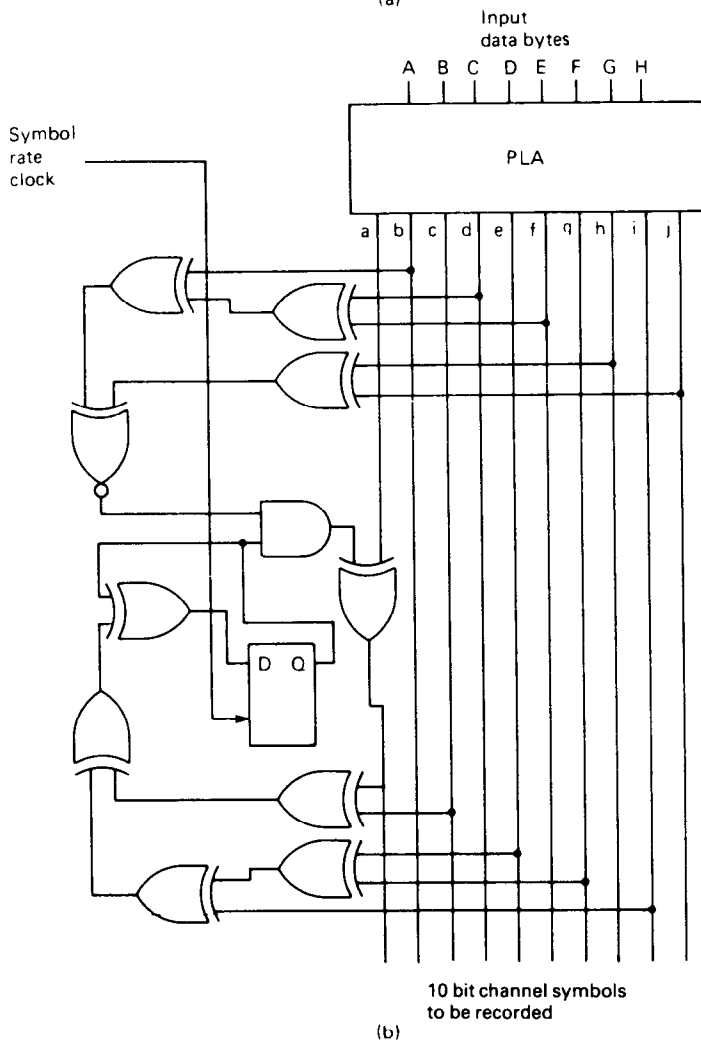 (a)
Input
data bytes
A B C D E F G H
Symbol
rate
clock
PLA
a b c d e f q h i j
D Q
10 bit channel symbols
to be recorded
(b)